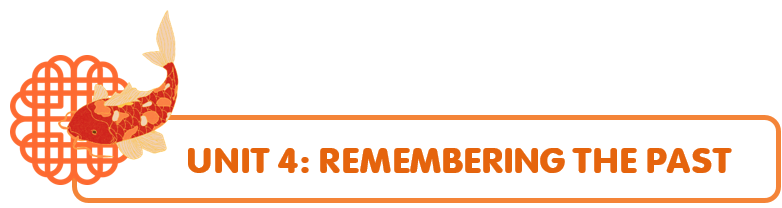 UNIT 4: REMEMBERING THE PAST